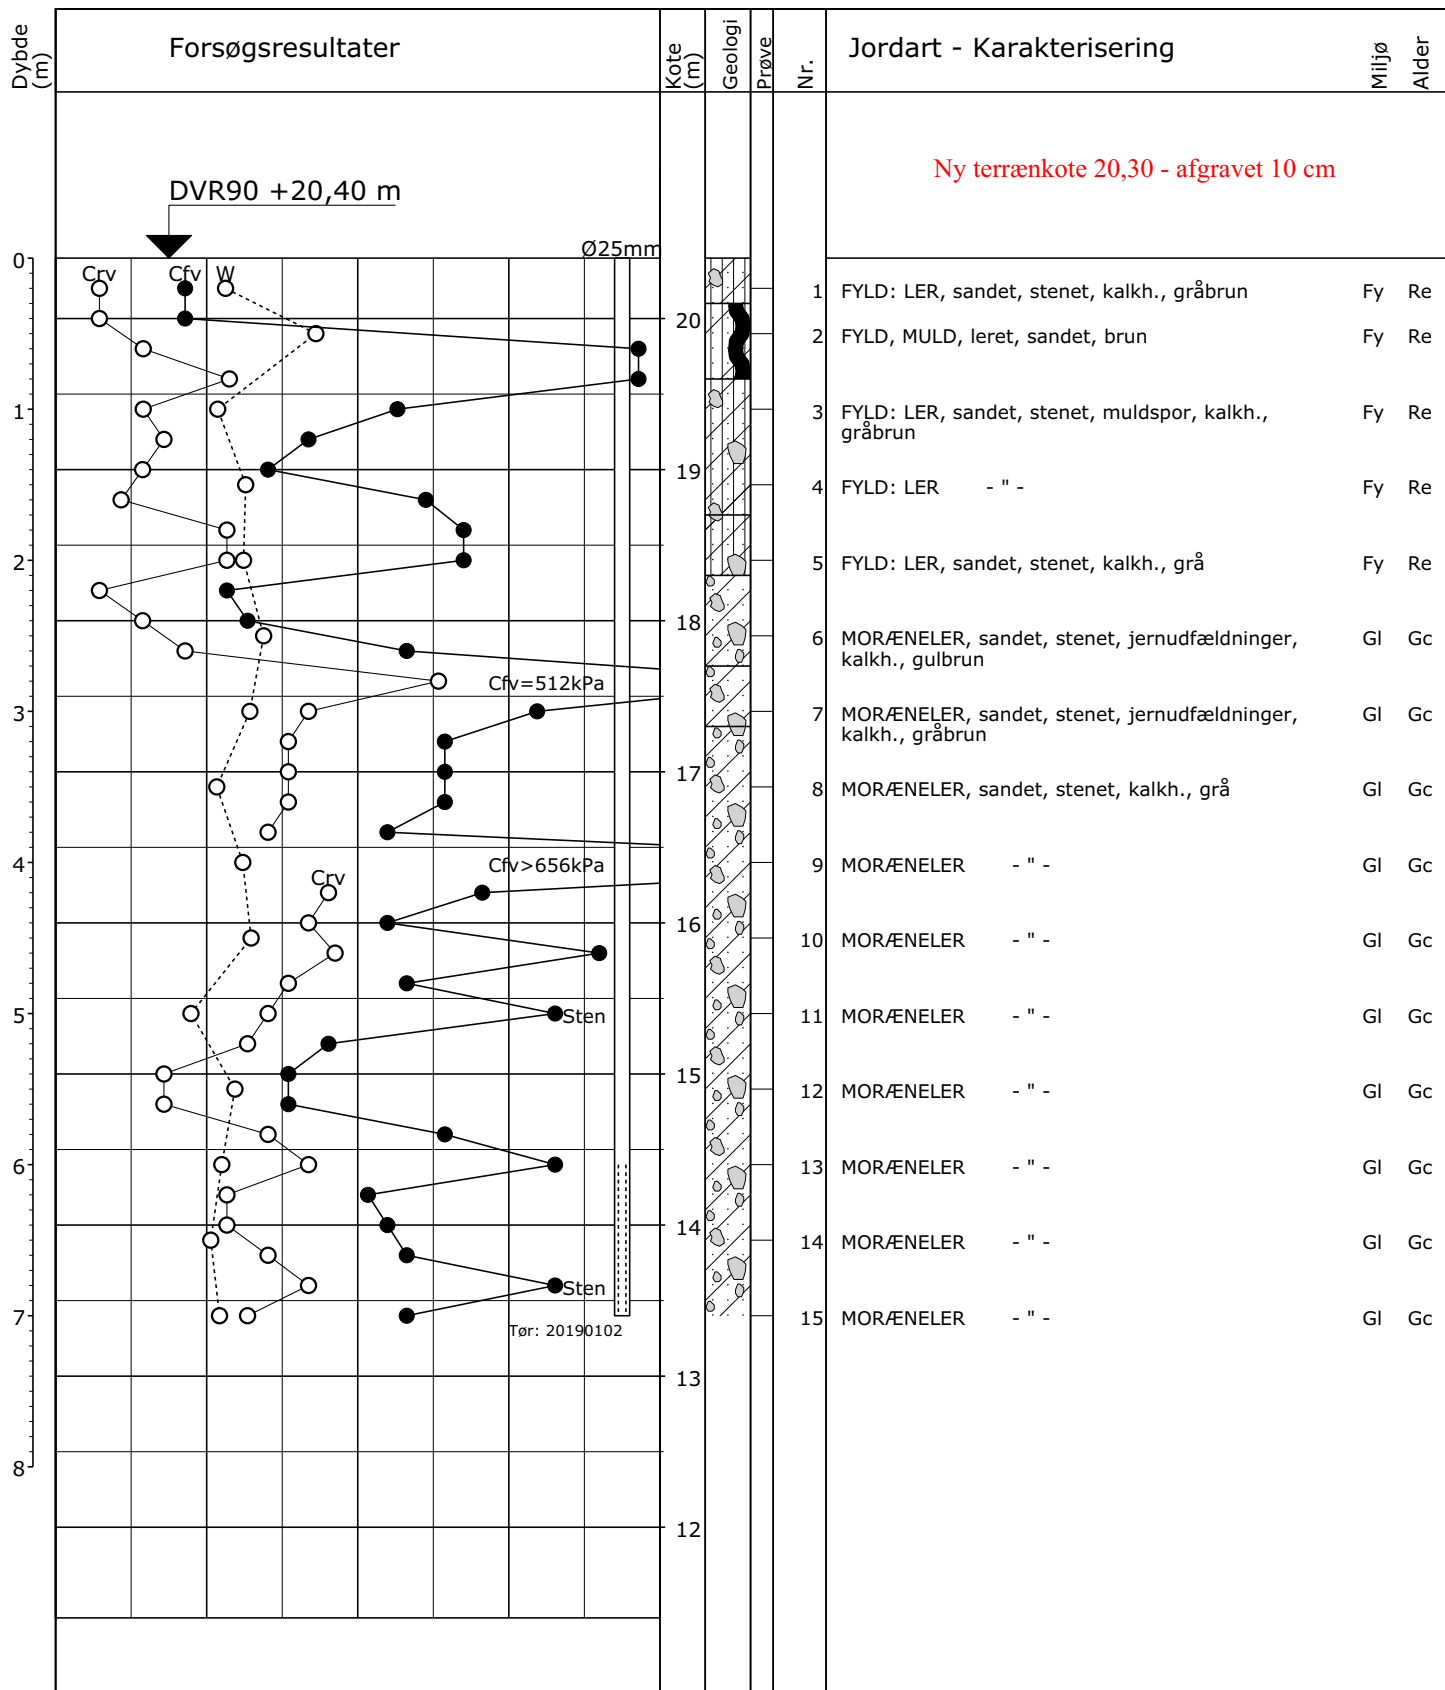 Dybde
(m)
Forsøgsresultater
Kote
(m)
Geologi
Prøve
Nr.
Jordart - Karakterisering
Miljø
Alder
Ny terrænkote 20,30 - afgravet 10 cm
DVR90 +20,40 m
Ø25mm
0
Crv Cfv W
1 FYLD: LER, sandet, stenet, kalkh., gråbrun Fy Re
20
2 FYLD, MULD, leret, sandet, brun Fy Re
1
3 FYLD: LER, sandet, stenet, muldspor, kalkh.,
gråbrun
Fy Re
19
4 FYLD: LER - " - Fy Re
2
5 FYLD: LER, sandet, stenet, kalkh., grå Fy Re
18
6 MORÆNELER, sandet, stenet, jernudfældninger,
kalkh., gulbrun
Gl Gc
Cfv=512kPa
3
7 MORÆNELER, sandet, stenet, jernudfældninger,
kalkh., gråbrun
Gl Gc
17
8 MORÆNELER, sandet, stenet, kalkh., grå Gl Gc
4
Cfv>656kPa
9 MORÆNELER - " - Gl Gc
Crv
16
10 MORÆNELER - " - Gl Gc
5
Sten
11 MORÆNELER - " - Gl Gc
15
12 MORÆNELER - " - Gl Gc
6
13 MORÆNELER - " - Gl Gc
14
14 MORÆNELER - " - Gl Gc
Sten
7
15 MORÆNELER - " - Gl Gc
Tør: 20190102
13
8
12